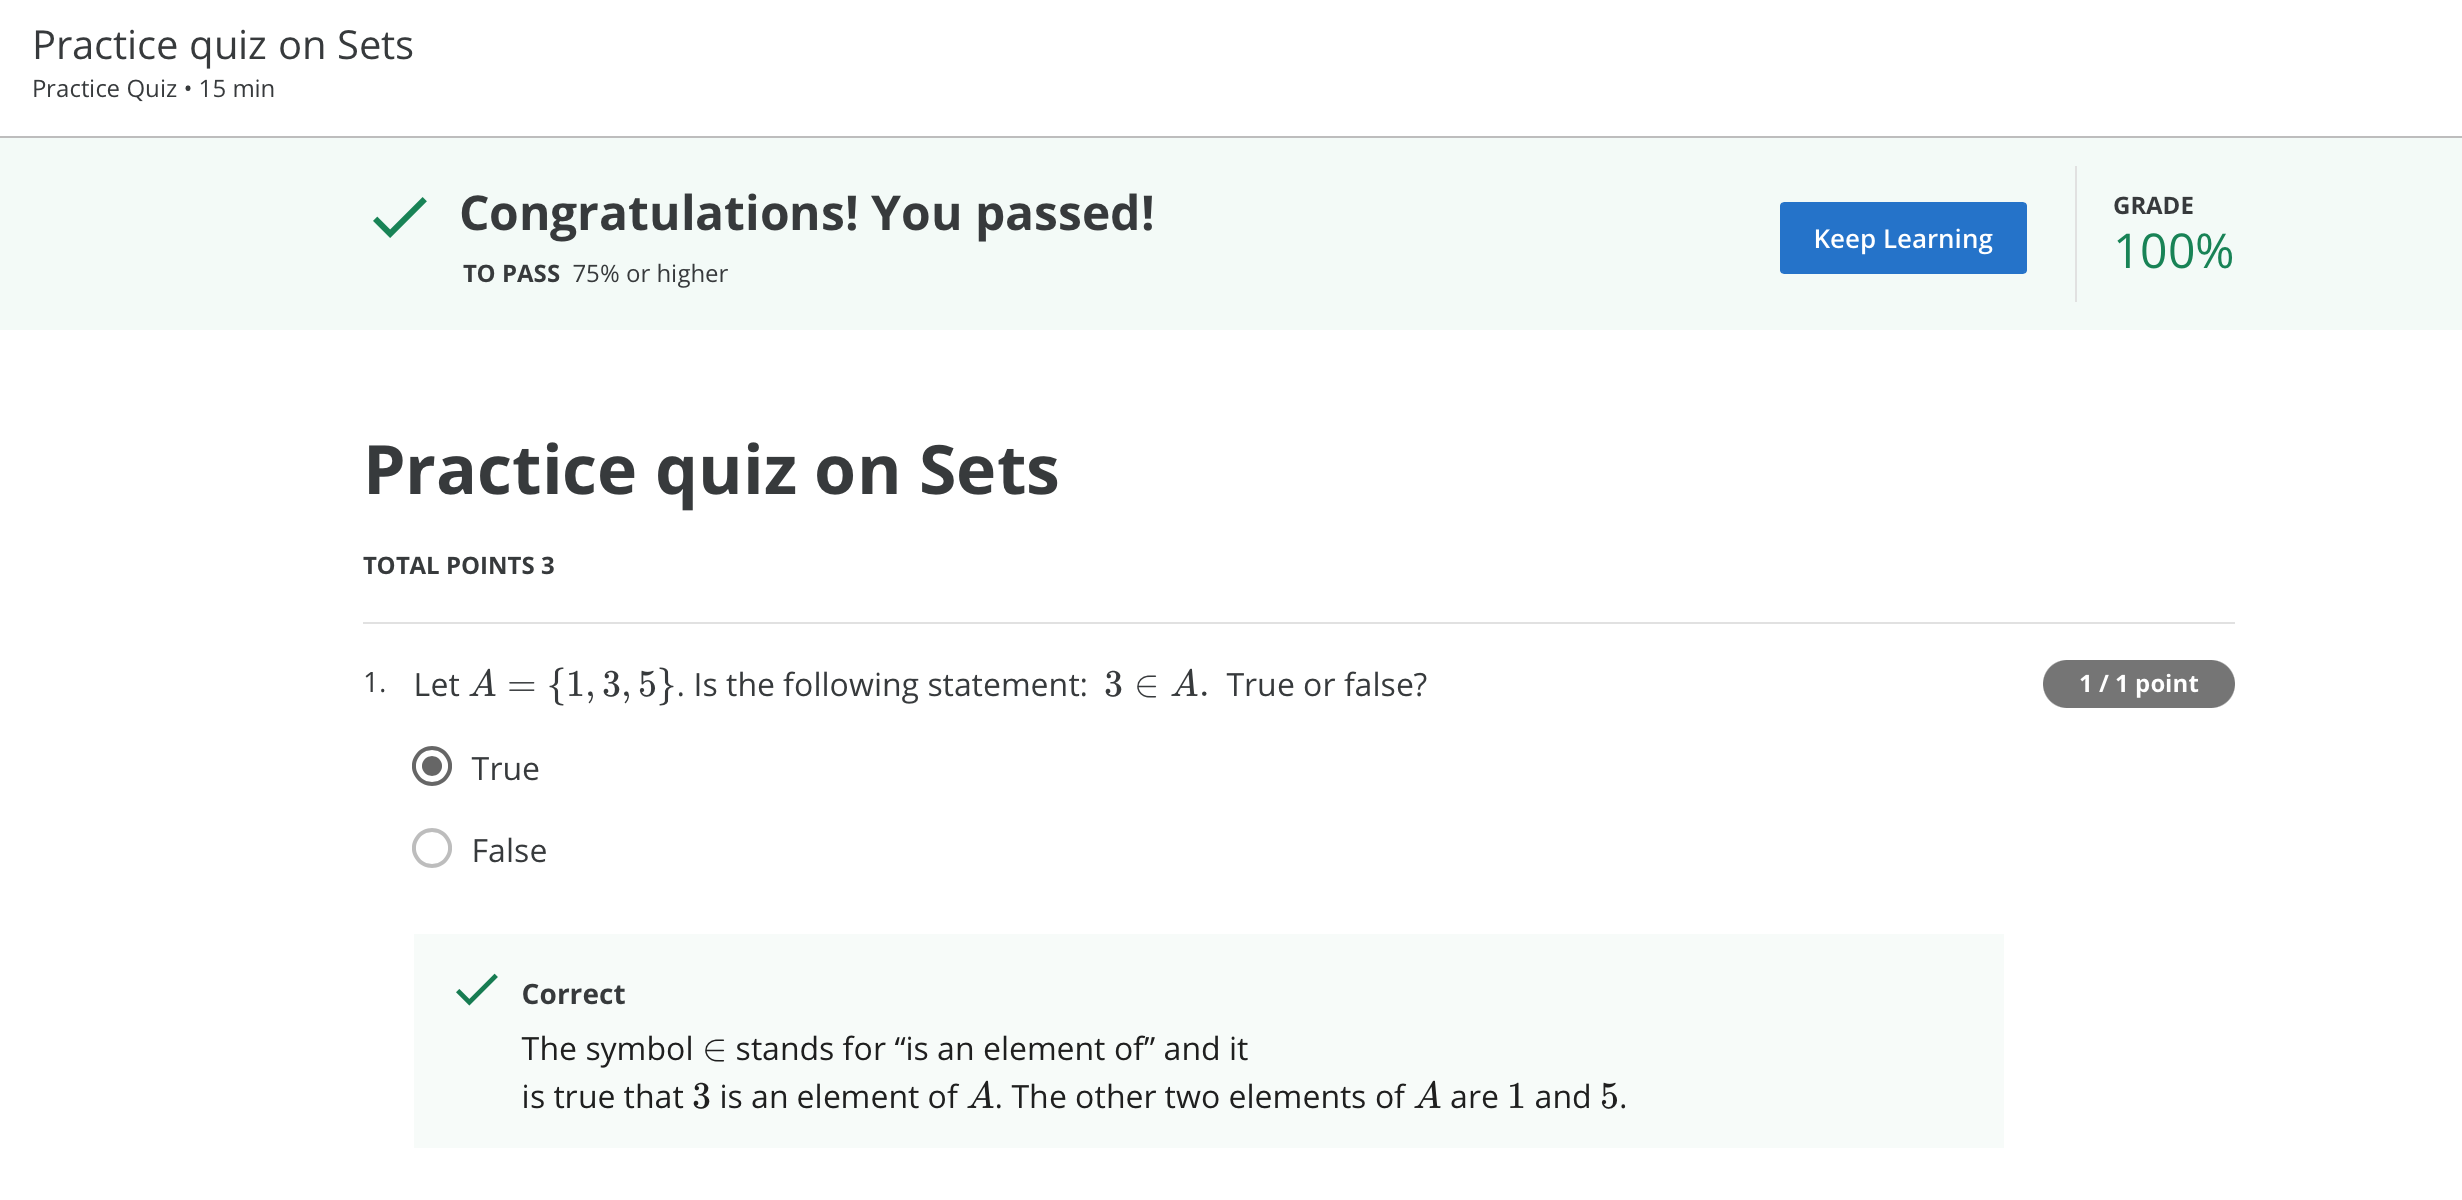 Practice quiz on Sets
Practice Quiz • 15 min
Congratulations! You passed!
TO PASS 75% or higher
Keep Learning
GRADE
100%
Practice quiz on Sets
TOTAL POINTS 3
1. Let A = {1, 3, 5}. Is the following statement: 3 ∈ A. True or false?
1 / 1 point
True
False
Correct
The symbol ∈ stands for “is an element of” and it
is true that 3 is an element of A. The other two elements of A are 1 and 5.